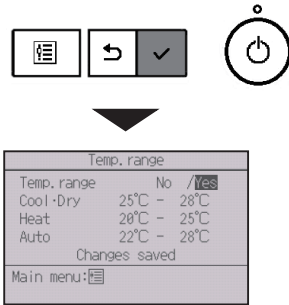 Temp. range
Temp. range No /Yes
Cool·Dry 25°C – 28°C
Heat 20°C – 25°C
Auto 22°C – 28°C
Changes saved
Main menu: